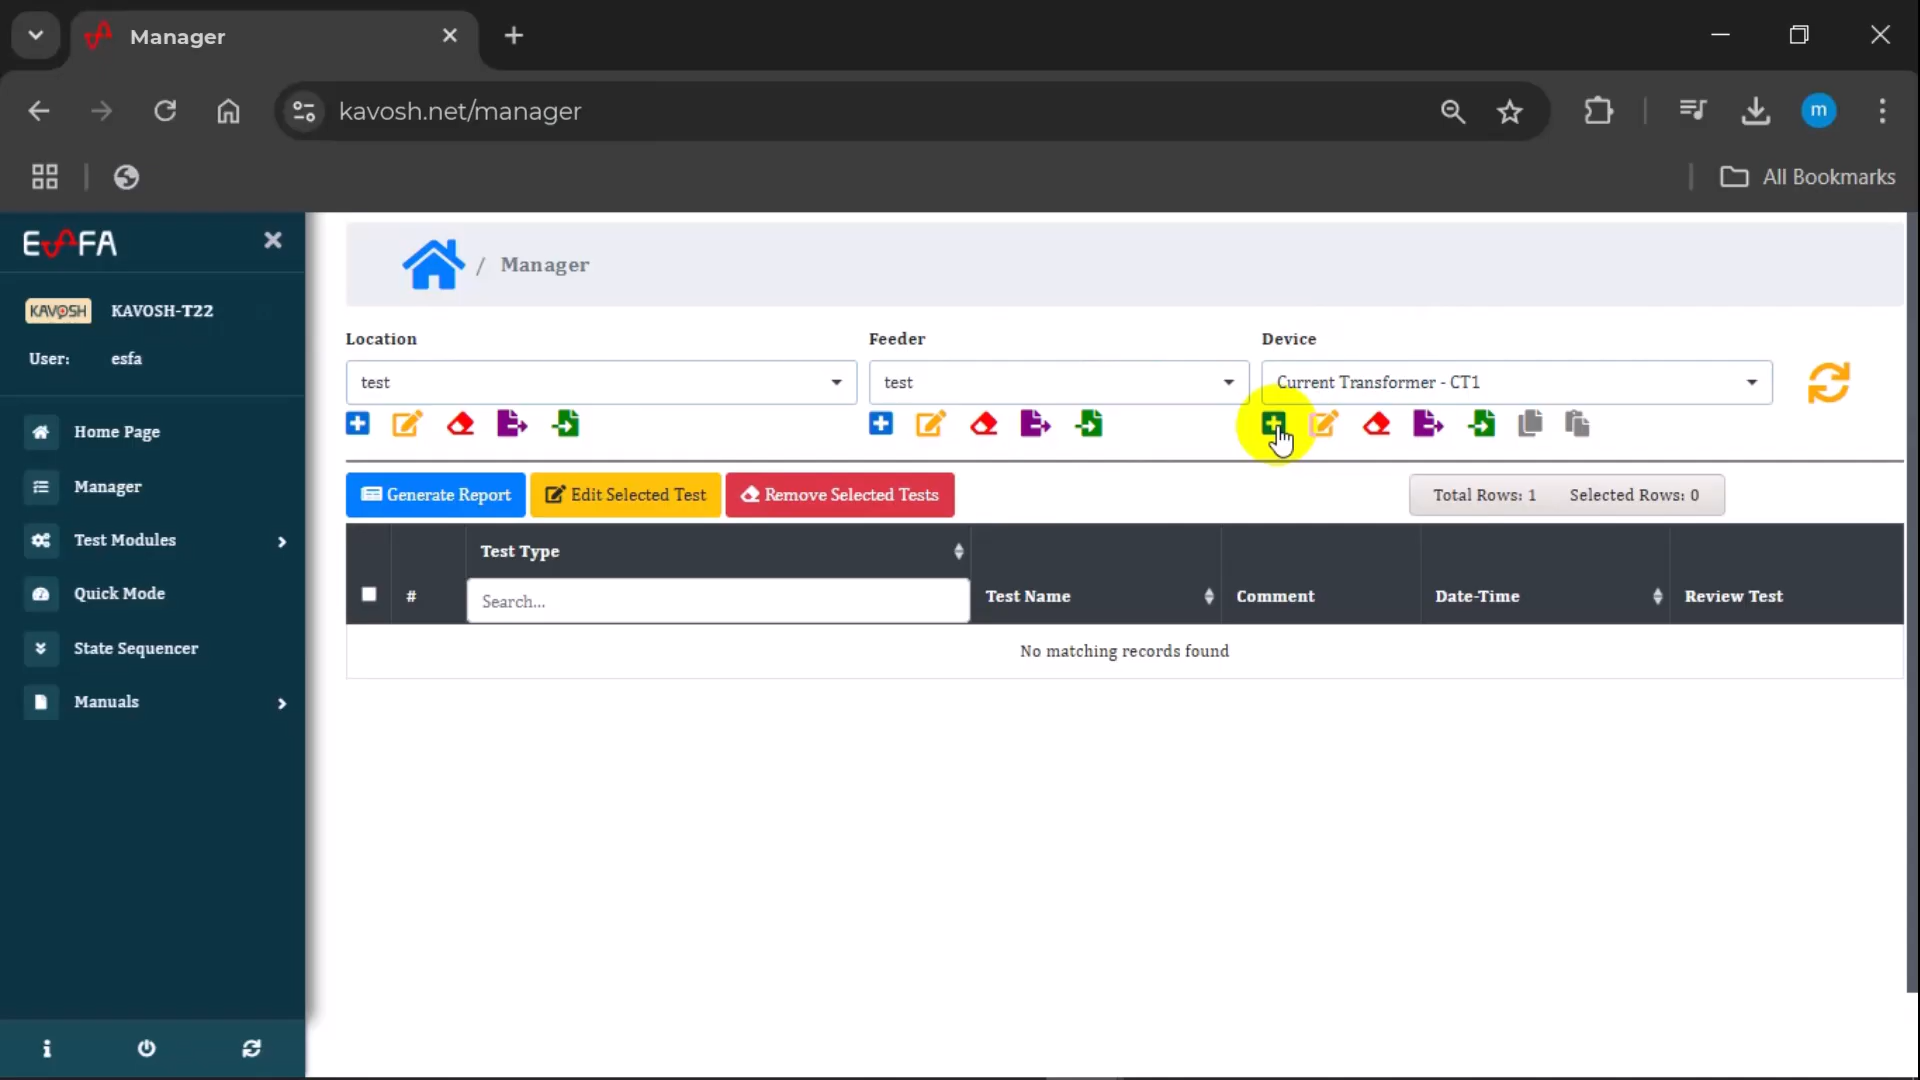 Manager
kavosh.net/manager
m
All Bookmarks
KAVOSH KAVOSH-T22
User: esfa
Home Page
Manager
Test Modules
Quick Mode
State Sequencer
Manuals
/ Manager
Location Feeder Device
test test Current Transformer - CT1
Generate Report Edit Selected Test Remove Selected Tests Total Rows: 1 Selected Rows: 0
Test Type
# Search... Test Name Comment Date-Time Review Test
No matching records found